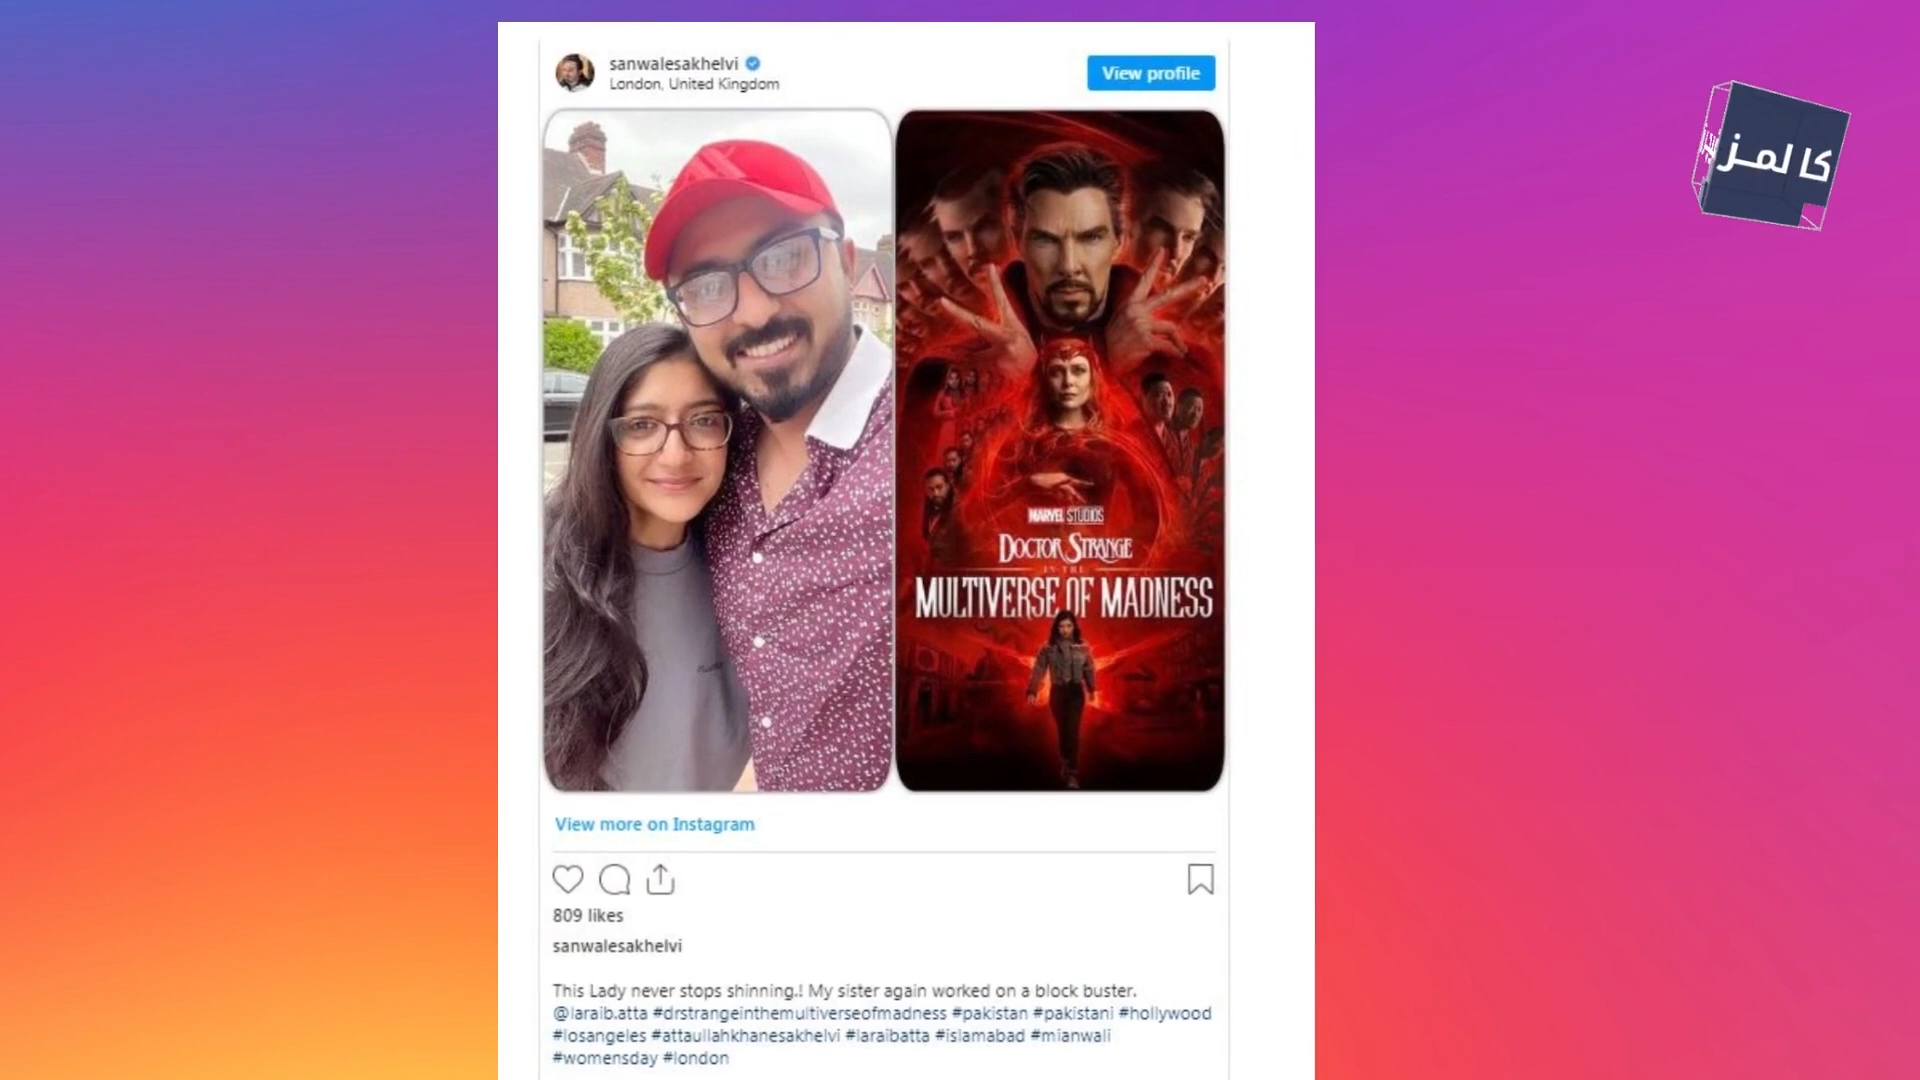 sanwalesakhelvi
London, United Kingdom
View profile
کالمز
MARVEL STUDIOS
DOCTOR STRANGE
IN THE
MULTIVERSE OF MADNESS
View more on Instagram
809 likes
sanwalesakhelvi
This Lady never stops shinning.! My sister again worked on a block buster.
@laraib.atta #drstrangeinthemultiverseofmadness #pakistan #pakistani #hollywood
#losangeles #attaullahkhanesakhelvi #laraibatta #islamabad #mianwali
#womensday #london